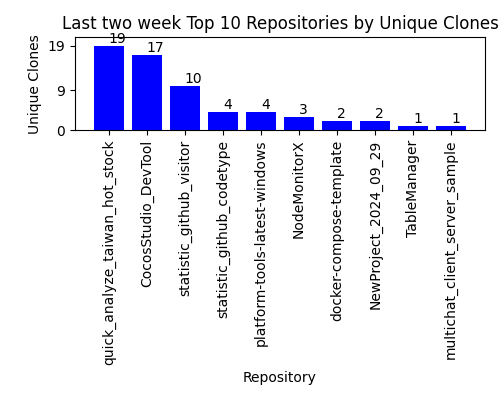 Last two week Top 10 Repositories by Unique Clones
Unique Clones
19
9
0
19
17
10
4
4
3
2
2
1
1
quick_analyze_taiwan_hot_stock
CocosStudio_DevTool
statistic_github_visitor
statistic_github_codetype
platform-tools-latest-windows
NodeMonitorX
docker-compose-template
NewProject_2024_09_29
TableManager
multichat_client_server_sample
Repository